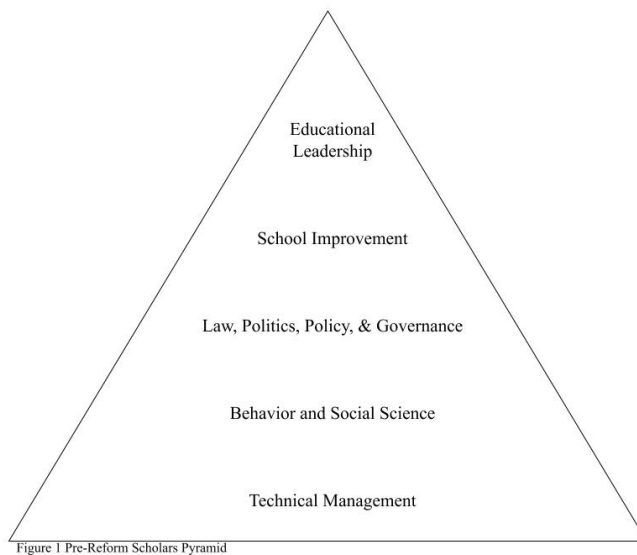 Educational
Leadership
School Improvement
Law, Politics, Policy, & Governance
Behavior and Social Science
Technical Management
Figure 1 Pre-Reform Scholars Pyramid